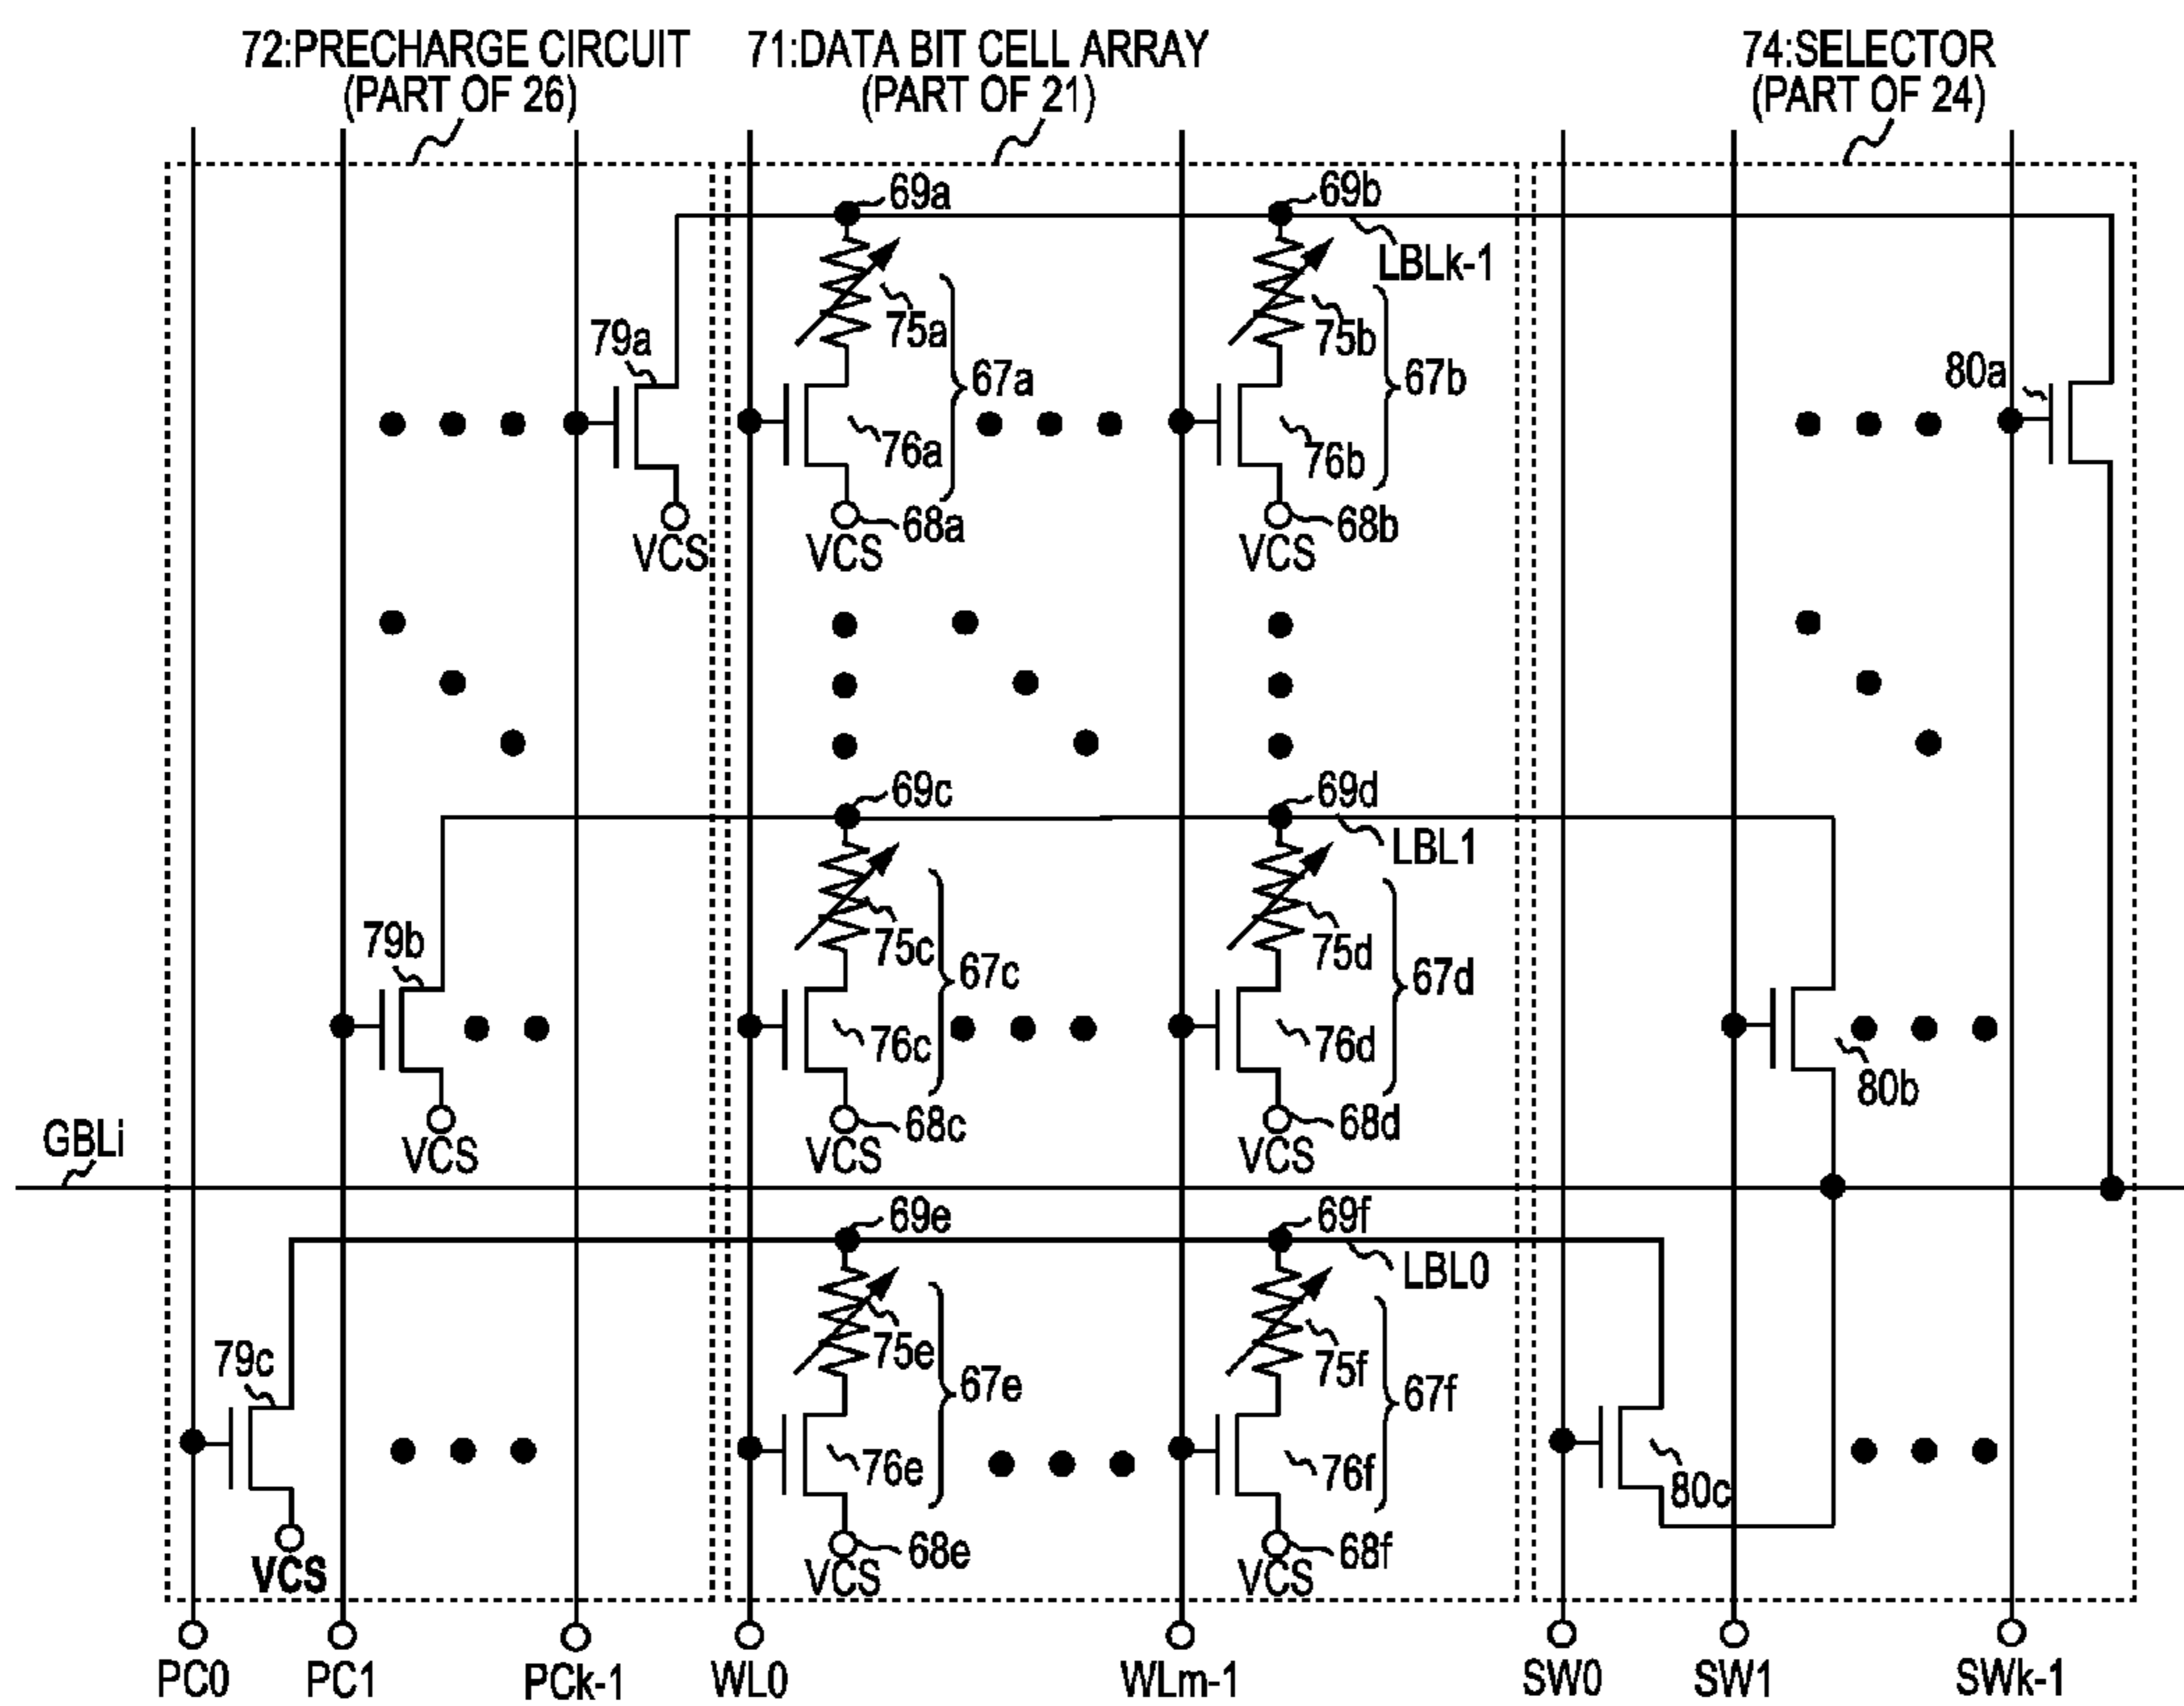 72:PRECHARGE CIRCUIT
(PART OF 26)
71:DATA BIT CELL ARRAY
(PART OF 21)
74:SELECTOR
(PART OF 24)
69a
69b
LBLk-1
75a
75b
79a
67a
67b
80a
76a
76b
68a
68b
VCS
VCS
VCS
69c
69d
LBL1
79b
75c
75d
67c
67d
76c
76d
80b
68c
68d
GBLi
VCS
VCS
VCS
69e
69f
LBL0
79c
75e
75f
67e
67f
76e
76f
80c
68e
68f
VCS
VCS
VCS
PC0
PC1
PCk-1
WL0
WLm-1
SW0
SW1
SWk-1